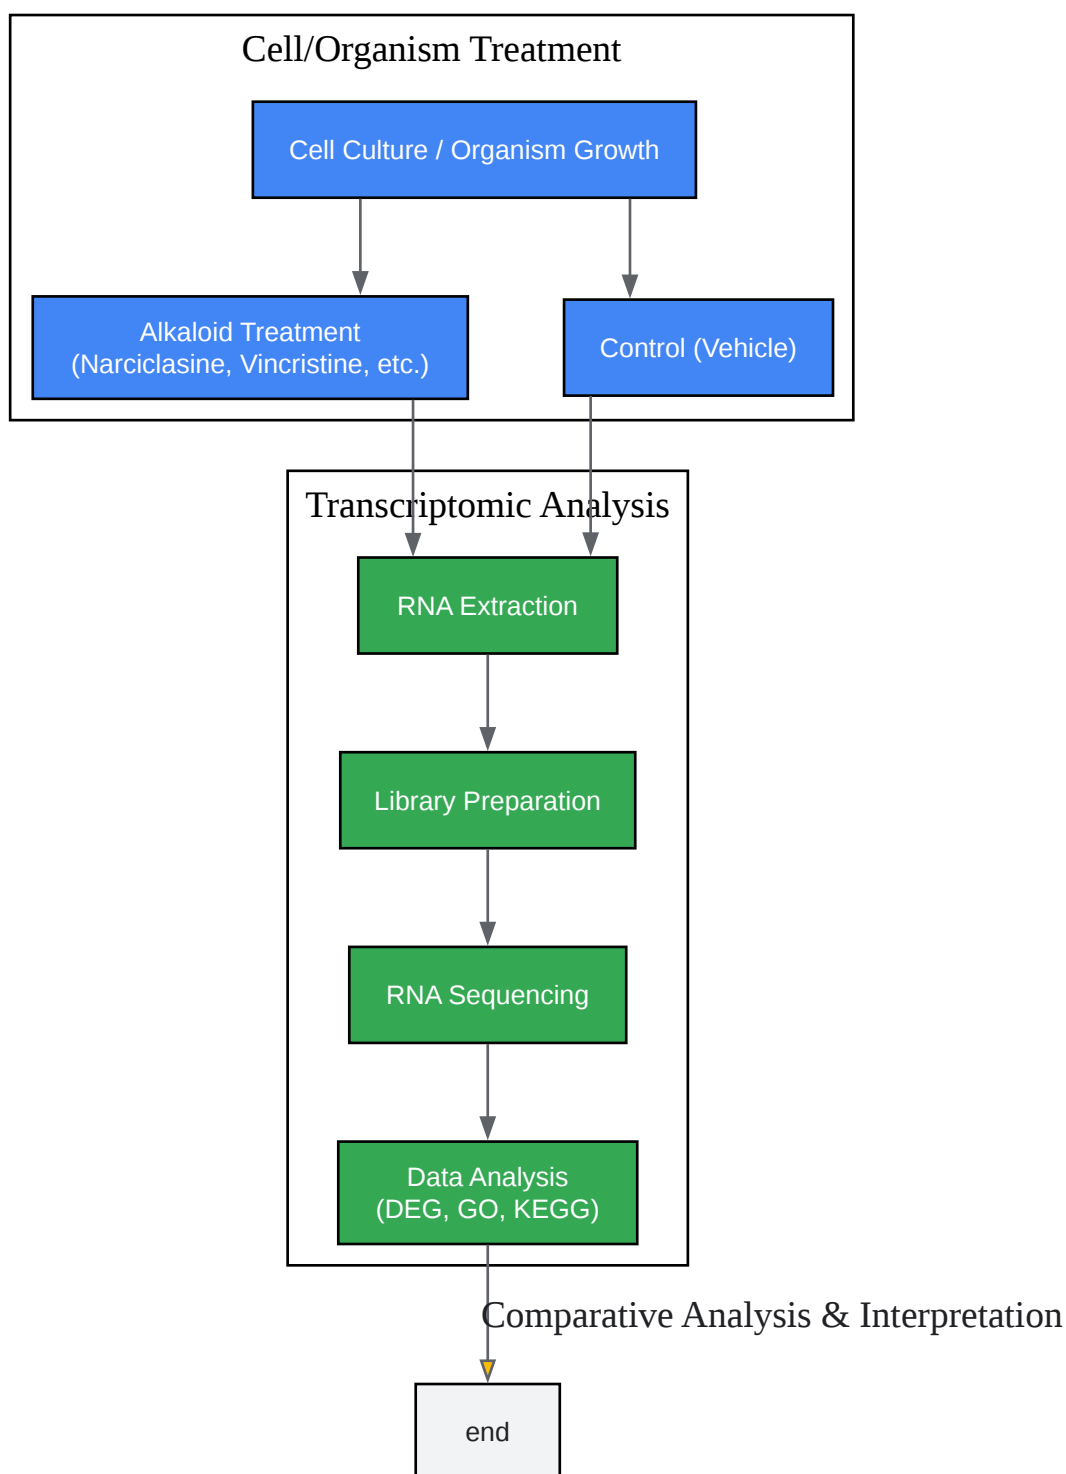 Cell/Organism Treatment
Cell Culture / Organism Growth
Alkaloid Treatment
(Narciclasine, Vincristine, etc.)
Control (Vehicle)
Transcriptomic Analysis
RNA Extraction
Library Preparation
RNA Sequencing
Data Analysis
(DEG, GO, KEGG)
Comparative Analysis & Interpretation
end